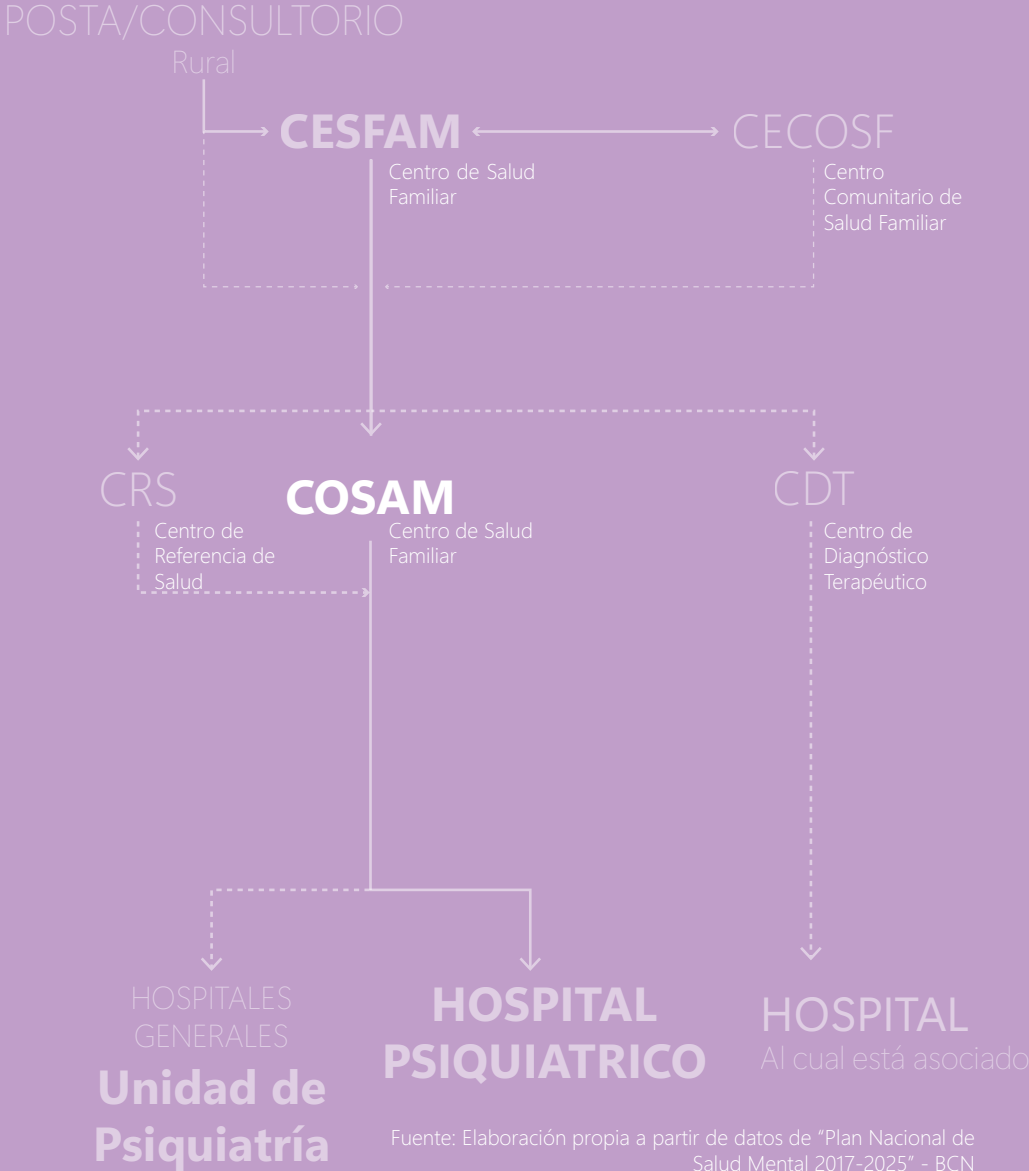 POSTA/CONSULTORIO
Rural
CESFAM
Centro de Salud
Familiar
CECOSF
Centro
Comunitario de
Salud Familiar
CRS
Centro de
Referencia de
Salud
COSAM
Centro de Salud
Familiar
CDT
Centro de
Diagnóstico
Terapéutico
HOSPITALES
GENERALES
Unidad de
Psiquiatría
HOSPITAL
PSIQUIATRICO
HOSPITAL
Al cual está asociado
Fuente: Elaboración propia a partir de datos de “Plan Nacional de
Salud Mental 2017-2025” - BCN